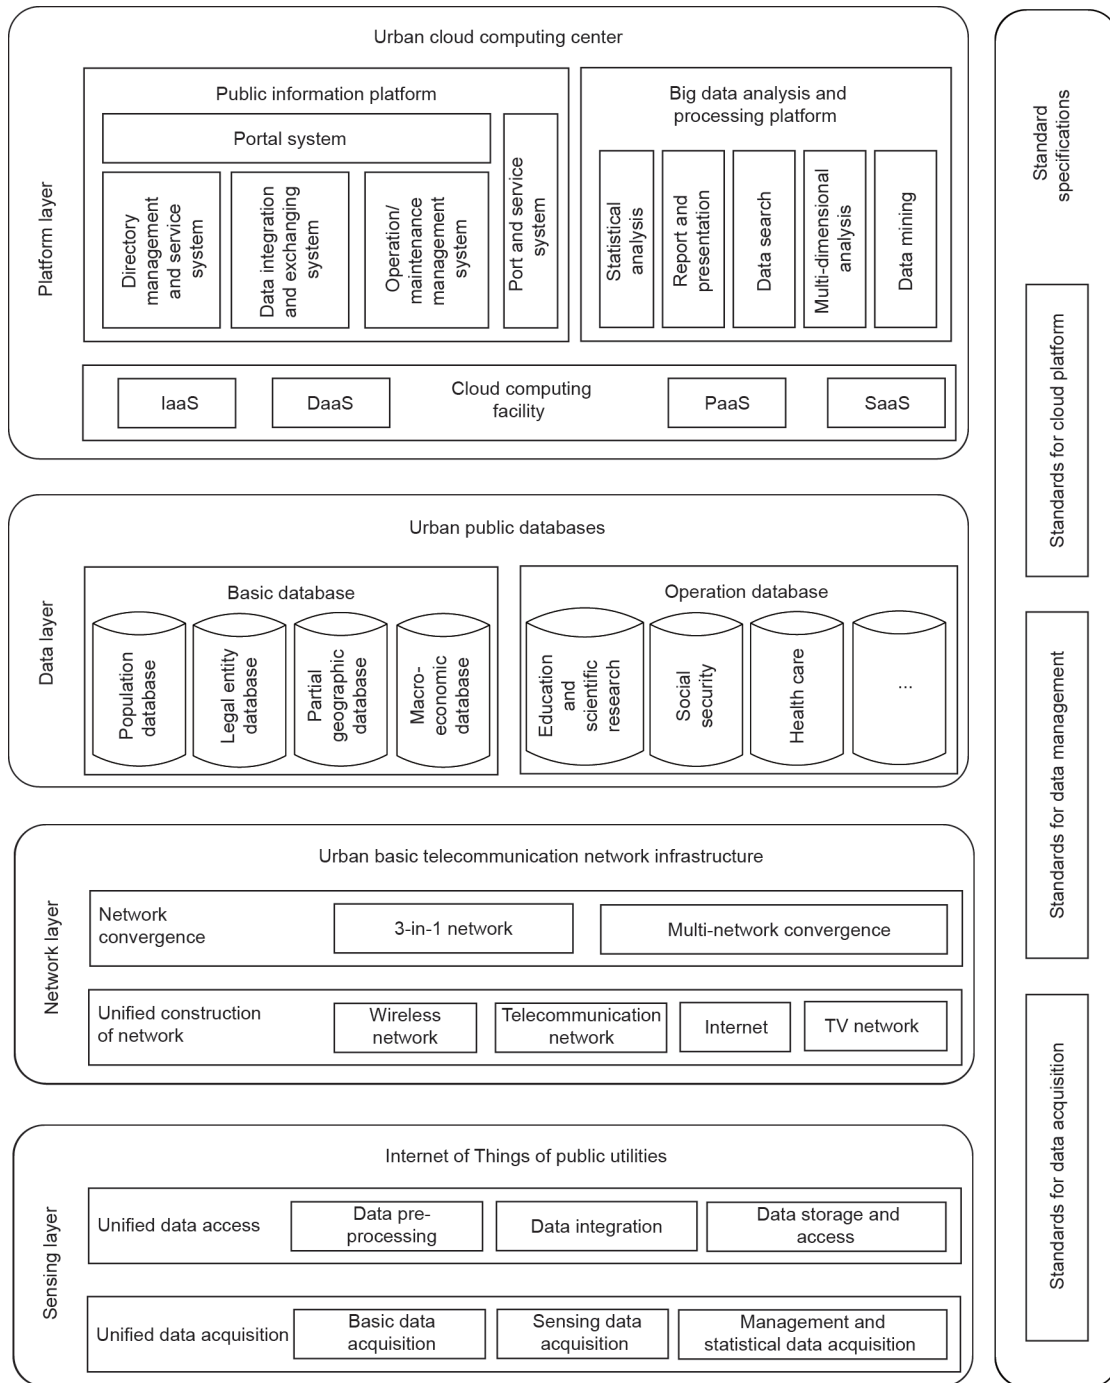 Urban cloud computing center
Platform layer
Public information platform
Portal system
Directory
management
and service
system
Data integration
and exchanging
system
Operation/
maintenance
management
system
Port and service
system
Big data analysis and
processing platform
Statistical
analysis
Report and
presentation
Data search
Multi-dimensional
analysis
Data mining
IaaS
DaaS
Cloud computing
facility
PaaS
SaaS
Urban public databases
Data layer
Basic database
Population
database
Legal entity
database
Partial
geographic
database
Macro-
economic
database
Operation database
Education
and
scientific
research
Social
security
Health care
...
Urban basic telecommunication network infrastructure
Network layer
Network
convergence
3-in-1 network
Multi-network convergence
Unified construction
of network
Wireless
network
Telecommunication
network
Internet
TV network
Internet of Things of public utilities
Sensing layer
Unified data access
Data pre-
processing
Data integration
Data storage and
access
Unified data acquisition
Basic data
acquisition
Sensing data
acquisition
Management and
statistical data acquisition
Standard
specifications
Standards for cloud platform
Standards for data management
Standards for data acquisition